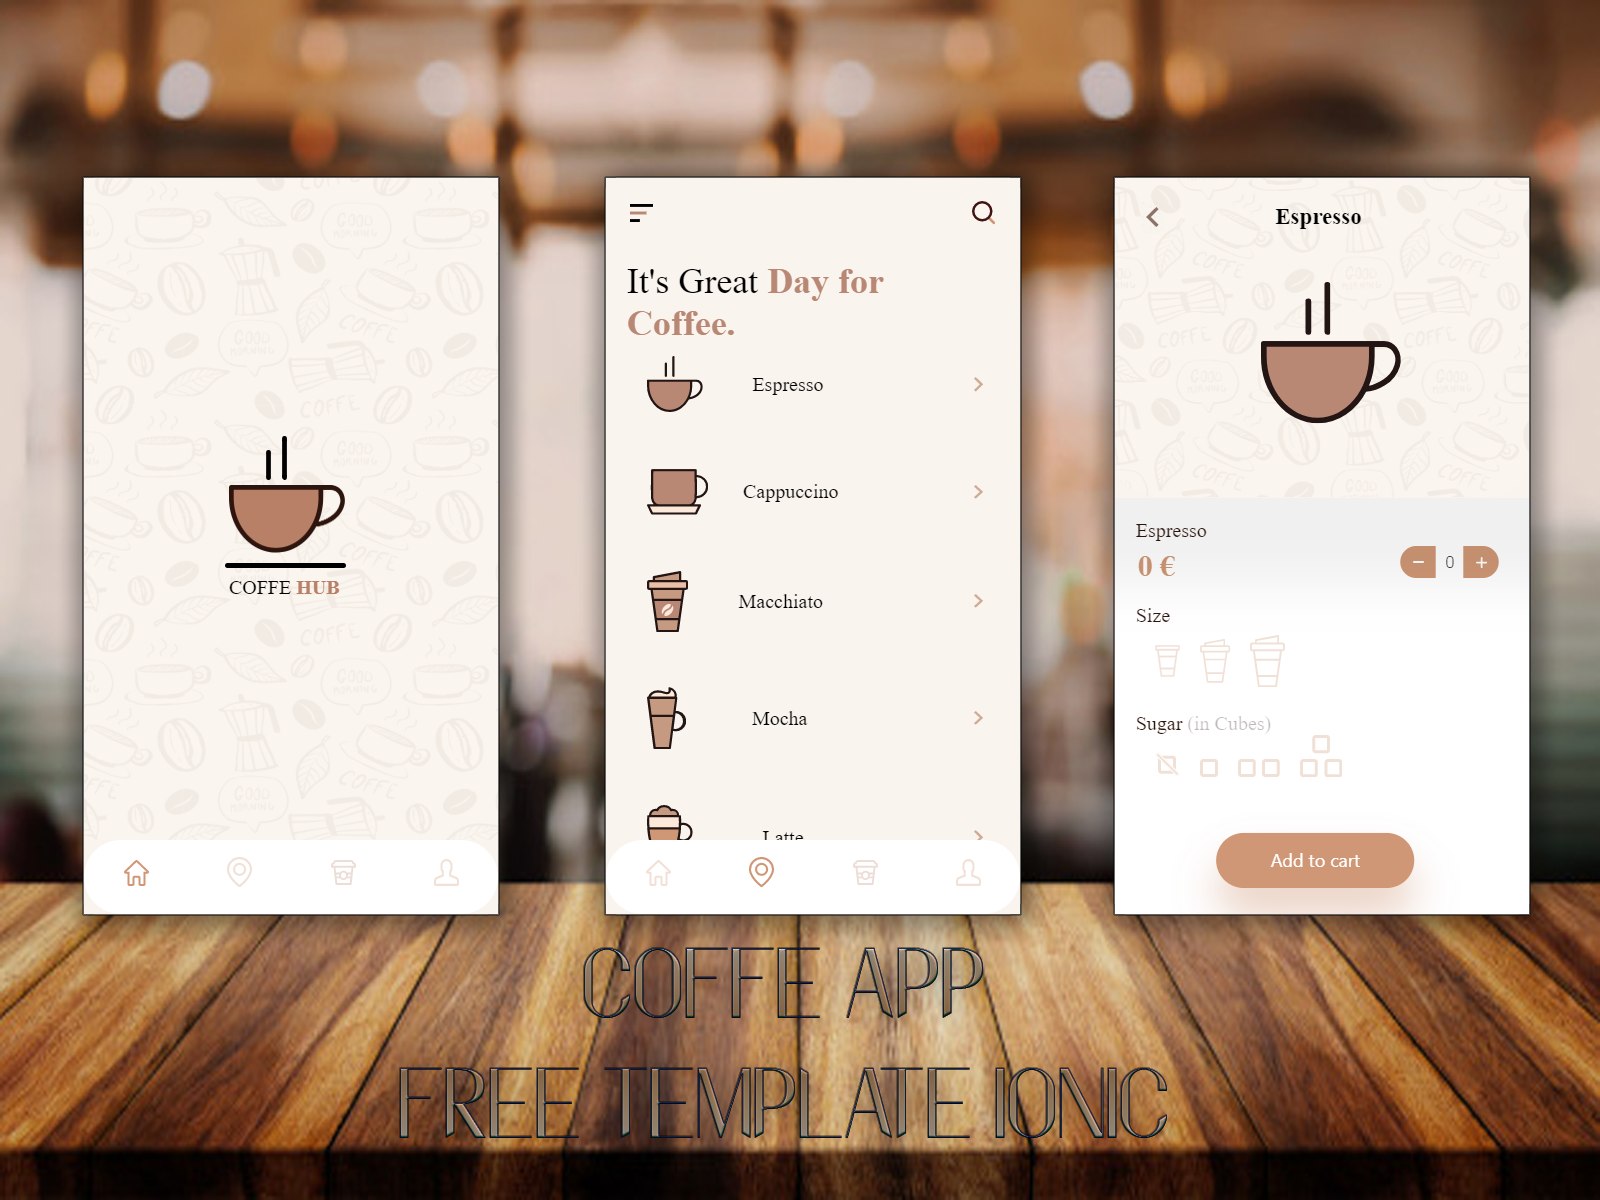 COFFE HUB
It's Great Day for
Coffee.
Espresso
Cappuccino
Macchiato
Mocha
Latte
Espresso
Espresso
0 €
0
Size
Sugar (in Cubes)
Add to cart
COFFE APP
FREE TEMPLATE IONIC